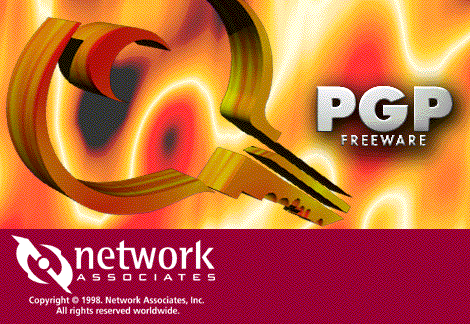 PGP
FREEWARE
network
ASSOCIATES
Copyright © 1998. Network Associates, Inc.
All rights reserved worldwide.